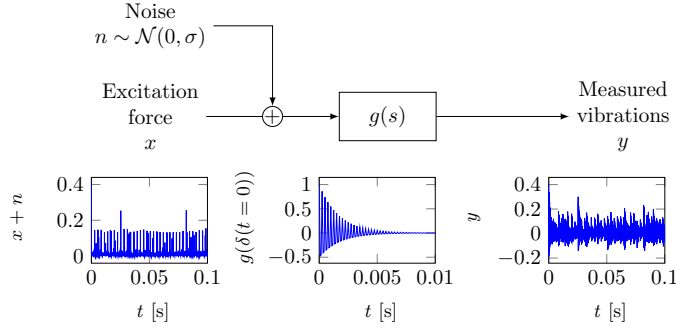 Noise
n ∼ N(0, σ)
Excitation
force
x
+
g(s)
Measured
vibrations
y
x + n
0.4
0.2
0
0 0.05 0.1
t [s]
g(δ(t = 0))
1
0.5
0
−0.5
0 0.005 0.01
t [s]
y
0.4
0.2
0
−0.2
0 0.05 0.1
t [s]